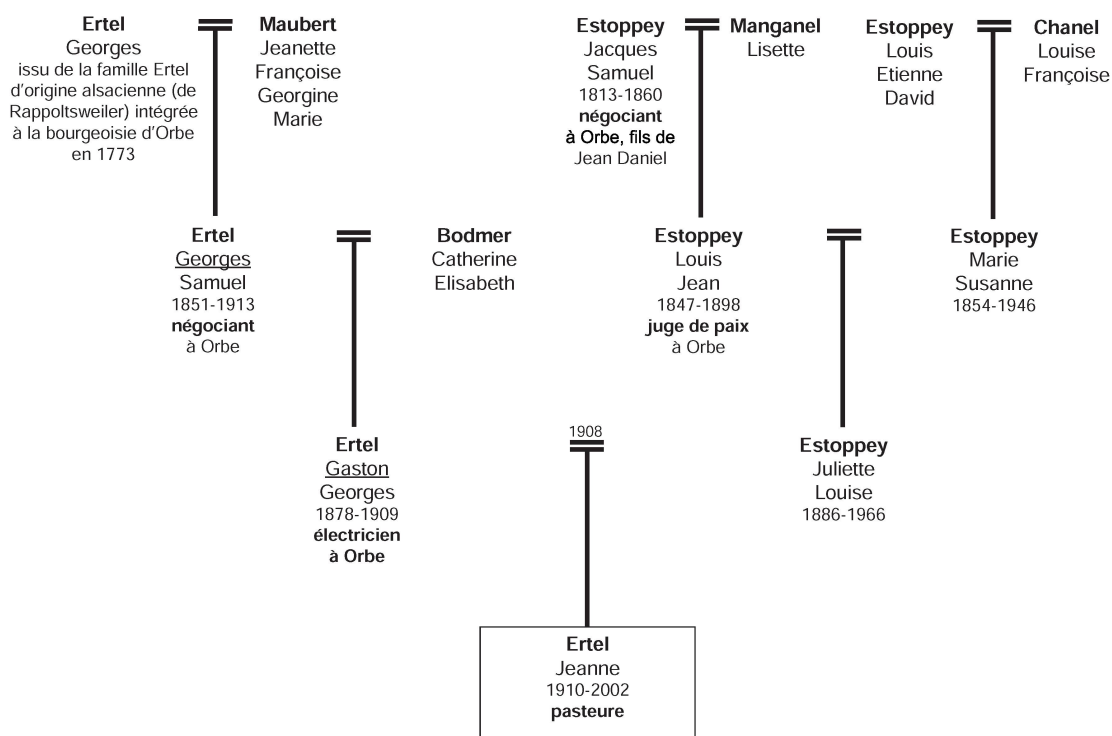 Ertel
Georges
issu de la famille Ertel
d'origine alsacienne (de
Rappoltsweiler) intégrée
à la bourgeoisie d'Orbe
en 1773
Maubert
Jeanette
Françoise
Georgine
Marie
Estoppey
Jacques
Samuel
1813-1860
négociant
à Orbe, fils de
Jean Daniel
Manganel
Lisette
Estoppey
Louis
Etienne
David
Chanel
Louise
Françoise
Ertel
Georges
Samuel
1851-1913
négociant
à Orbe
Bodmer
Catherine
Elisabeth
Estoppey
Louis
Jean
1847-1898
juge de paix
à Orbe
Estoppey
Marie
Susanne
1854-1946
Ertel
Gaston
Georges
1878-1909
électricien
à Orbe
1908
Estoppey
Juliette
Louise
1886-1966
Ertel
Jeanne
1910-2002
pasteure